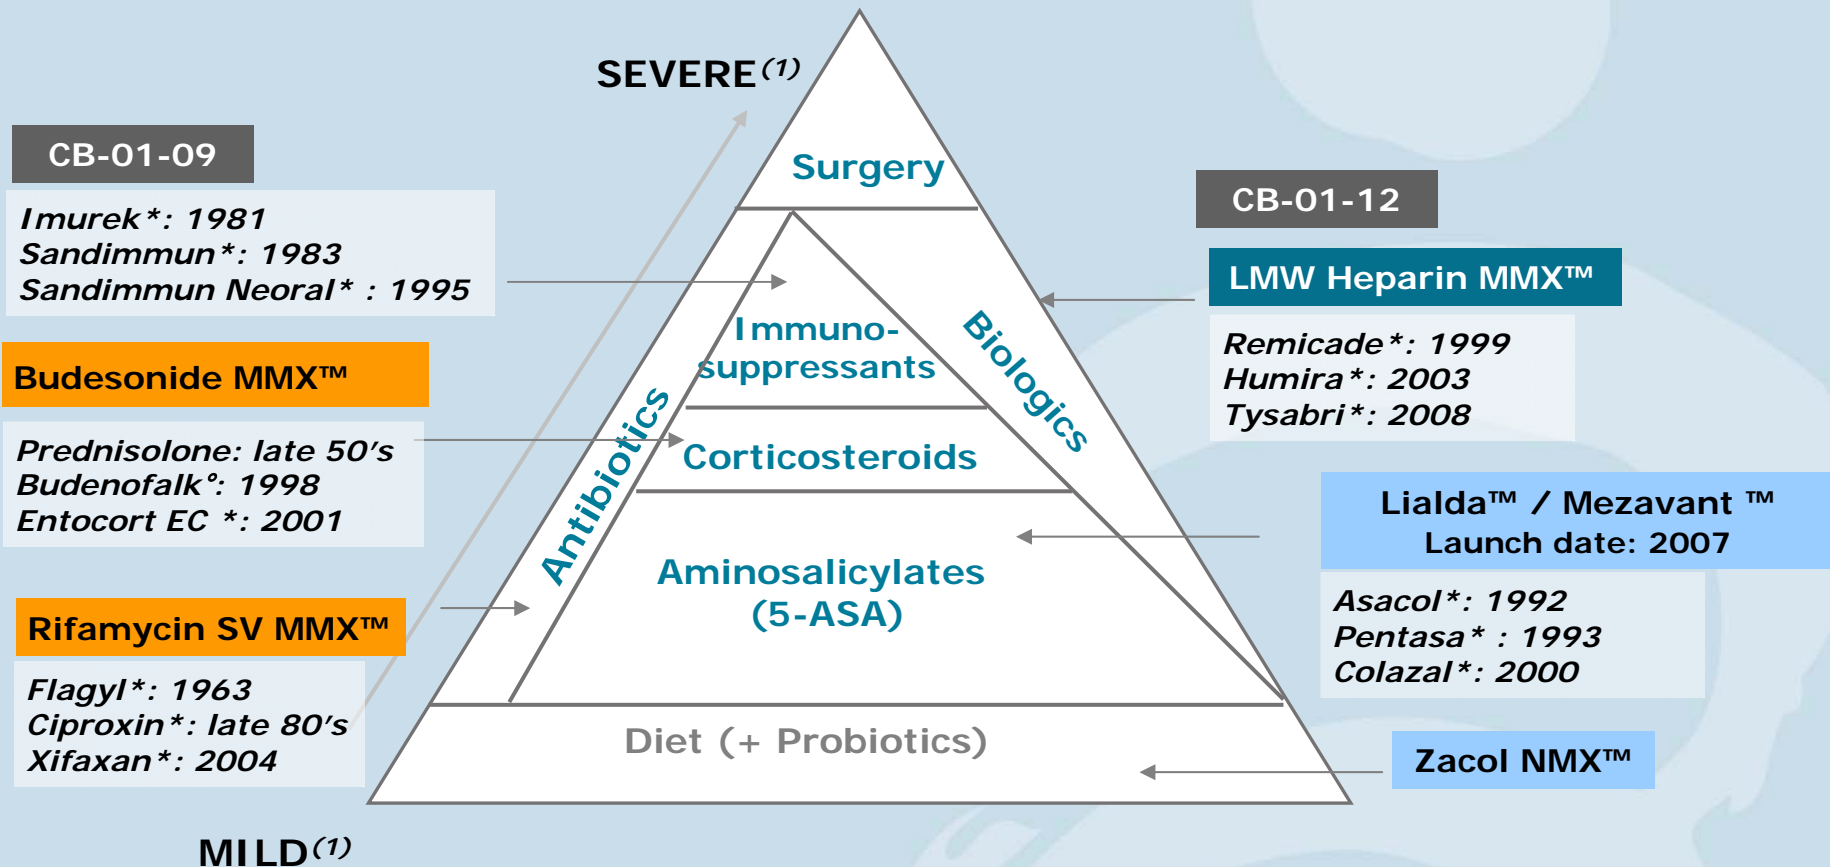 SEVERE(1)
CB-01-09
Imurek*: 1981
Sandimmun*: 1983
Sandimmun Neoral* : 1995
Budesonide MMX™
Prednisolone: late 50's
Budenofalk°: 1998
Entocort EC *: 2001
Rifamycin SV MMX™
Flagyl*: 1963
Ciproxin*: late 80's
Xifaxan*: 2004
MILD(1)
Surgery
Immuno-
suppressants
Corticosteroids
Antibiotics
Biologics
Aminosalicylates
(5-ASA)
Diet (+ Probiotics)
CB-01-12
LMW Heparin MMX™
Remicade*: 1999
Humira*: 2003
Tysabri*: 2008
Lialda™ / Mezavant ™
Launch date: 2007
Asacol*: 1992
Pentasa* : 1993
Colazal*: 2000
Zacol NMX™